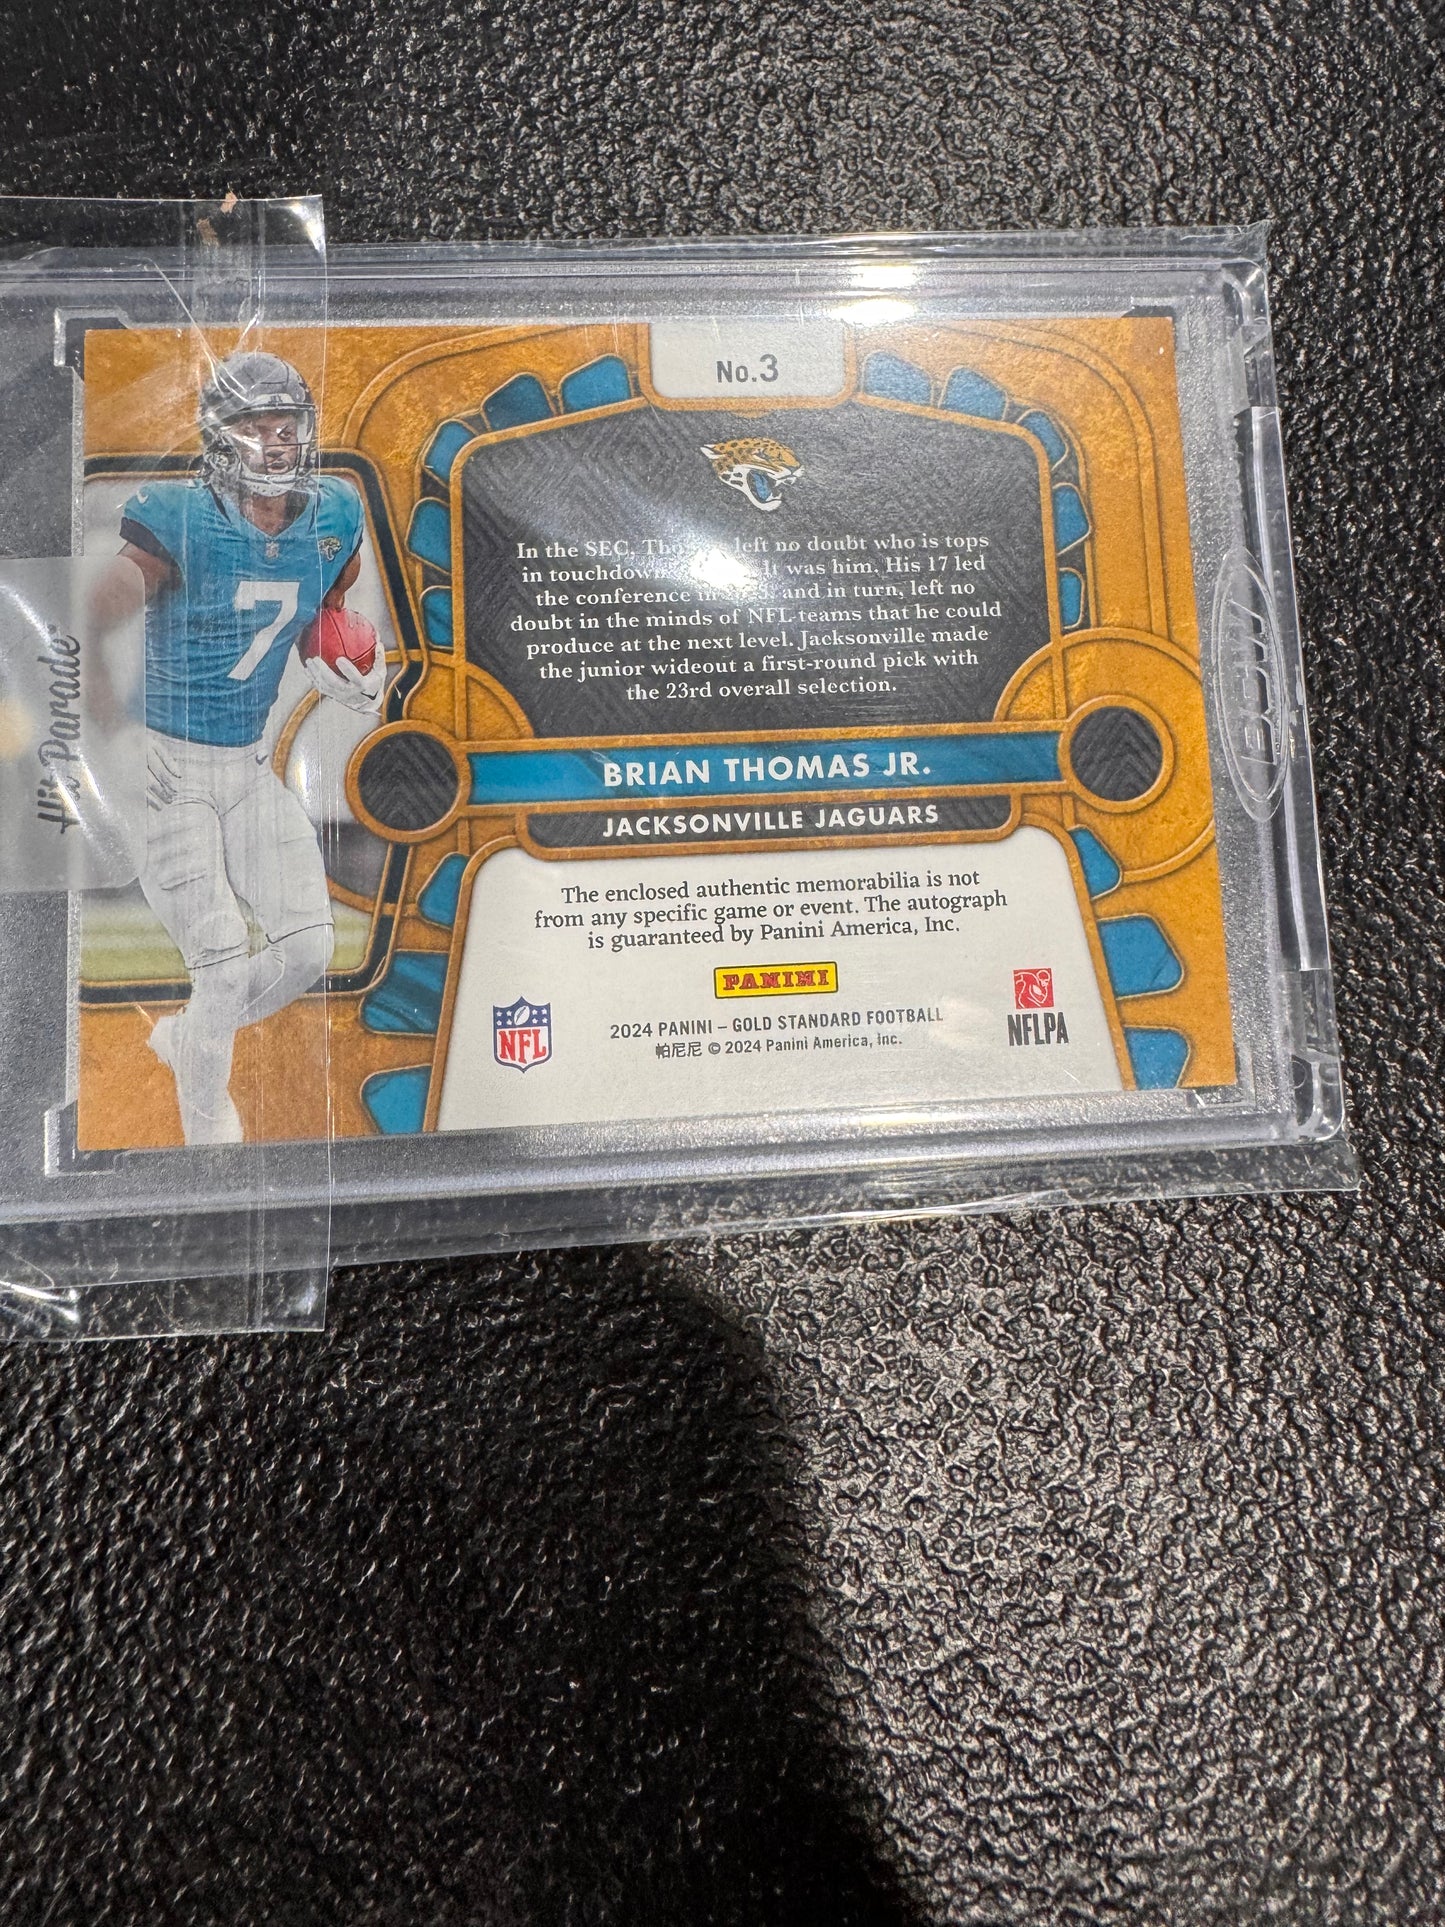 No.3
In the SEC, left no doubt who is tops
in It was him. His 17 led
the conference in and in turn, left no
doubt in the minds of NFL teams that he could
produce at the next level. Jacksonville made
the junior wideout a first-round pick with
the 23rd overall selection.
BRIAN THOMAS JR.
JACKSONVILLE JAGUARS
The enclosed authentic memorabilia is not
from any specific game or event. The autograph
is guaranteed by Panini America, Inc.
PANINI
2024 PANINI – GOLD STANDARD FOOTBALL
帕尼尼 © 2024 Panini America, Inc.
NFL
NFLPA
7
Hit Parade
BCW